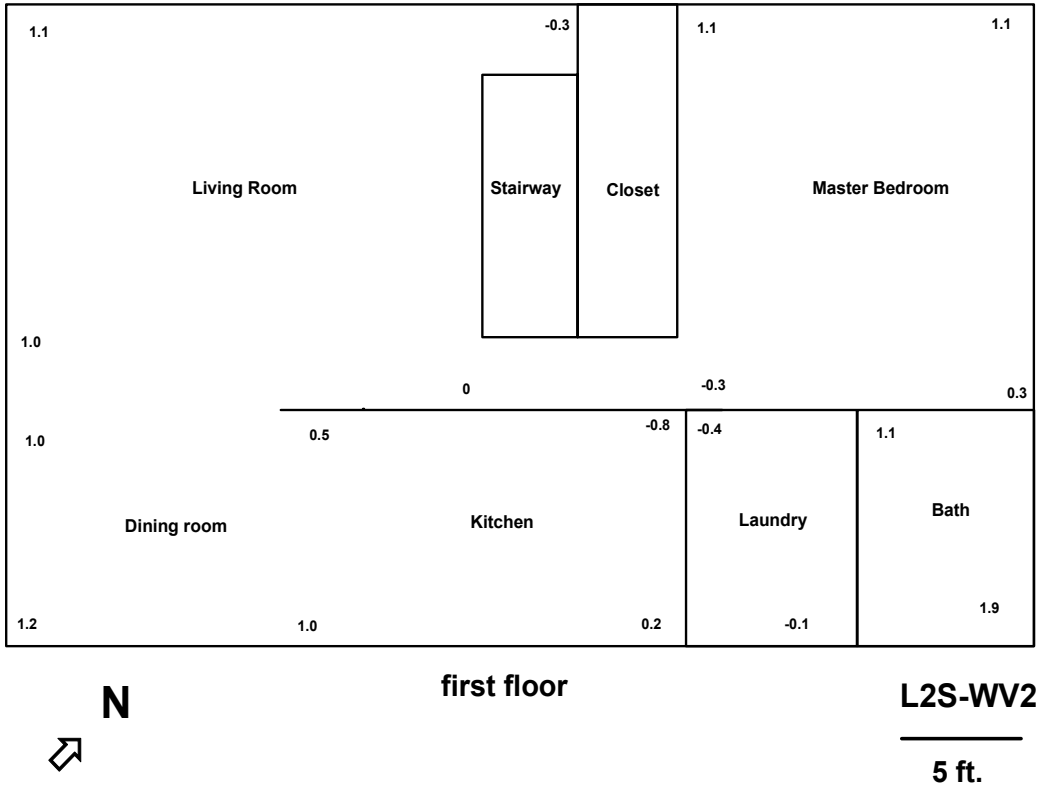 1.1 -0.3 1.1 1.1
Living Room Stairway Closet Master Bedroom
1.0
0 -0.3 0.3
1.0 0.5 -0.8 -0.4 1.1
Dining room Kitchen Laundry Bath
1.9
1.2 1.0 0.2 -0.1
N first floor L2S-WV2
5 ft.